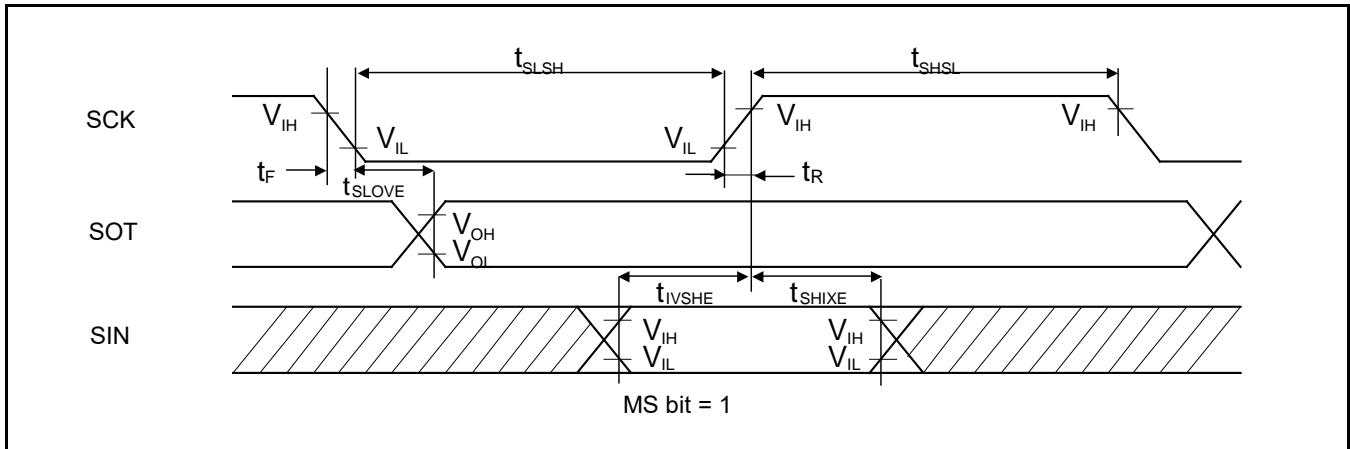 tSLSH tSHSL
SCK VIH VIL VIL VIH VIH
tF tSLOVE tR
SOT VOH
VOL
tIVSHE tSHIXE
SIN VIH VIH
VIL VIL
MS bit = 1